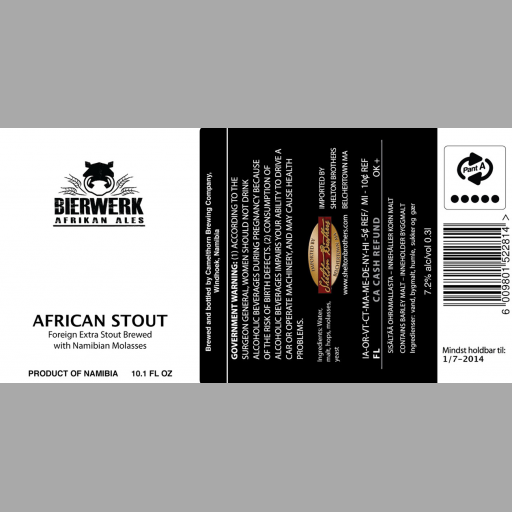 BIERWERK
AFRIKAN ALES
AFRICAN STOUT
Foreign Extra Stout Brewed
with Namibian Molasses
PRODUCT OF NAMIBIA 10.1 FL OZ
Brewed and bottled by Camelthorn Brewing Company,
Windhoek, Namibia
GOVERNMENT WARNING: (1) ACCORDING TO THE
SURGEON GENERAL, WOMEN SHOULD NOT DRINK
ALCOHOLIC BEVERAGES DURING PREGNANCY BECAUSE
OF THE RISK OF BIRTH DEFECTS. (2) CONSUMPTION OF
ALCOHOLIC BEVERAGES IMPAIRS YOUR ABILITY TO DRIVE A
CAR OR OPERATE MACHINERY, AND MAY CAUSE HEALTH
PROBLEMS.
Ingredients: Water,
malt, hops, molasses,
yeast
Shelton Brothers
www.sheltonbrothers.com
IMPORTED BY
SHELTON BROTHERS
BELCHERTOWN MA
IA-OR-VT-CT-MA-ME-DE-NY-HI-5¢ REF/ MI - 10¢ REF
FL CA CASH REFUND OK+
SISÄLTÄÄ OHRAMALLASTA – INNEHÅLLER KORN MALT
CONTAINS BARLEY MALT – INNEHOLDER BYGGMALT
Ingredienser: vand, bygmalt, humle, sukker og gær
7.2% alc/vol 0.3l
Pant A
6 009801 522814 >
Mindst holdbar til:
1/7-2014